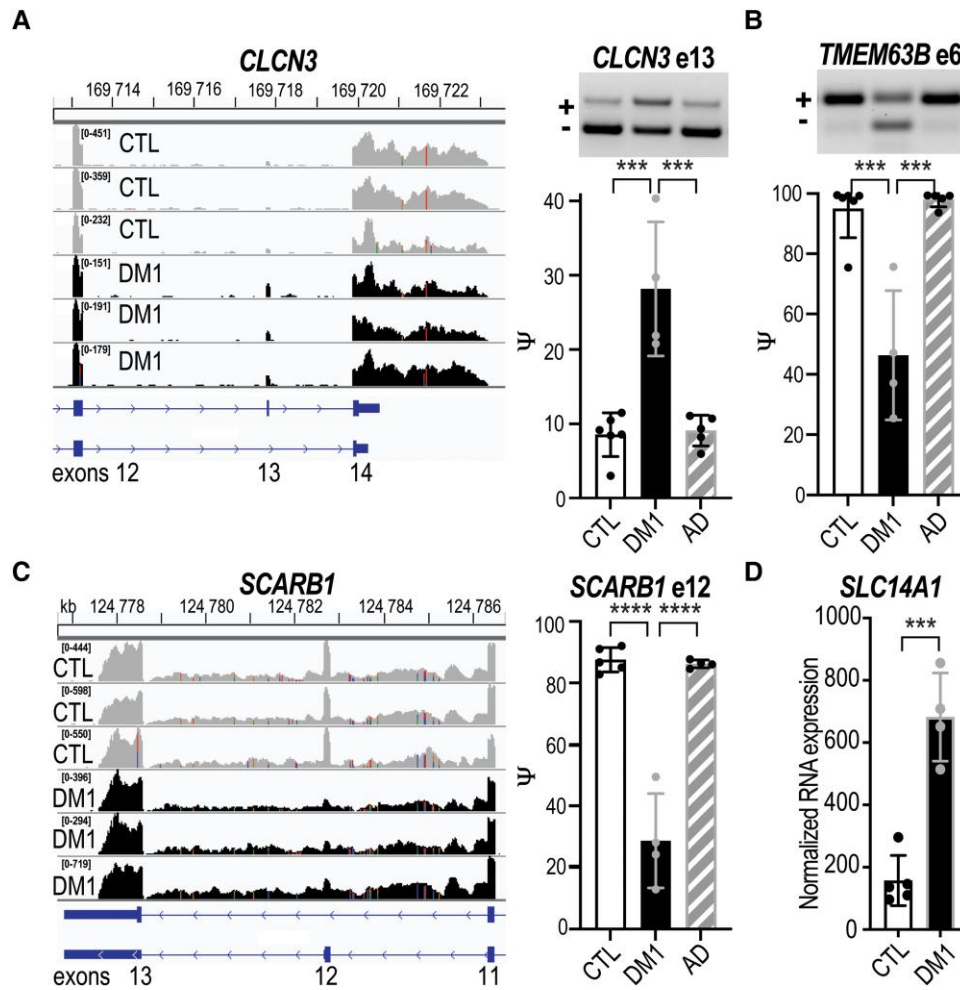 A
CLCN3
169 714 169 716 169 718 169 720 169 722
[0-451] CTL
[0-359] CTL
[0-232] CTL
[0-151] DM1
[0-191] DM1
[0-179] DM1
exons 12 13 14
CLCN3 e13
+
-
*** ***
40
30
20
10
0
Ψ
CTL DM1 AD
B
TMEM63B e6
+
-
*** ***
100
80
60
40
20
0
Ψ
CTL DM1 AD
C
SCARB1
kb 124 778 124 780 124 782 124 784 124 786
[0-444]
CTL
[0-598]
CTL
[0-550]
CTL
[0-396]
DM1
[0-294]
DM1
[0-719]
DM1
exons 13 12 11
SCARB1 e12
**** ****
100
80
60
40
20
0
Ψ
CTL DM1 AD
D
SLC14A1
***
1000
800
600
400
200
0
Normalized RNA expression
CTL DM1